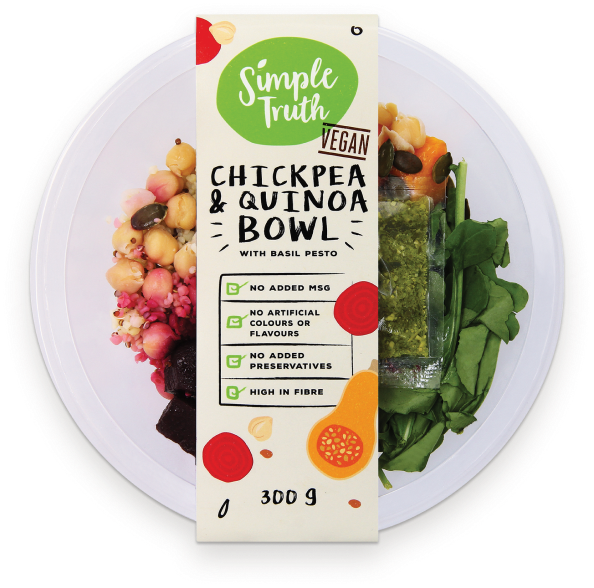 Simple
Truth
VEGAN
CHICKPEA
& QUINOA
BOWL
WITH BASIL PESTO
NO ADDED MSG
NO ARTIFICIAL
COLOURS OR
FLAVOURS
NO ADDED
PRESERVATIVES
HIGH IN FIBRE
300 g